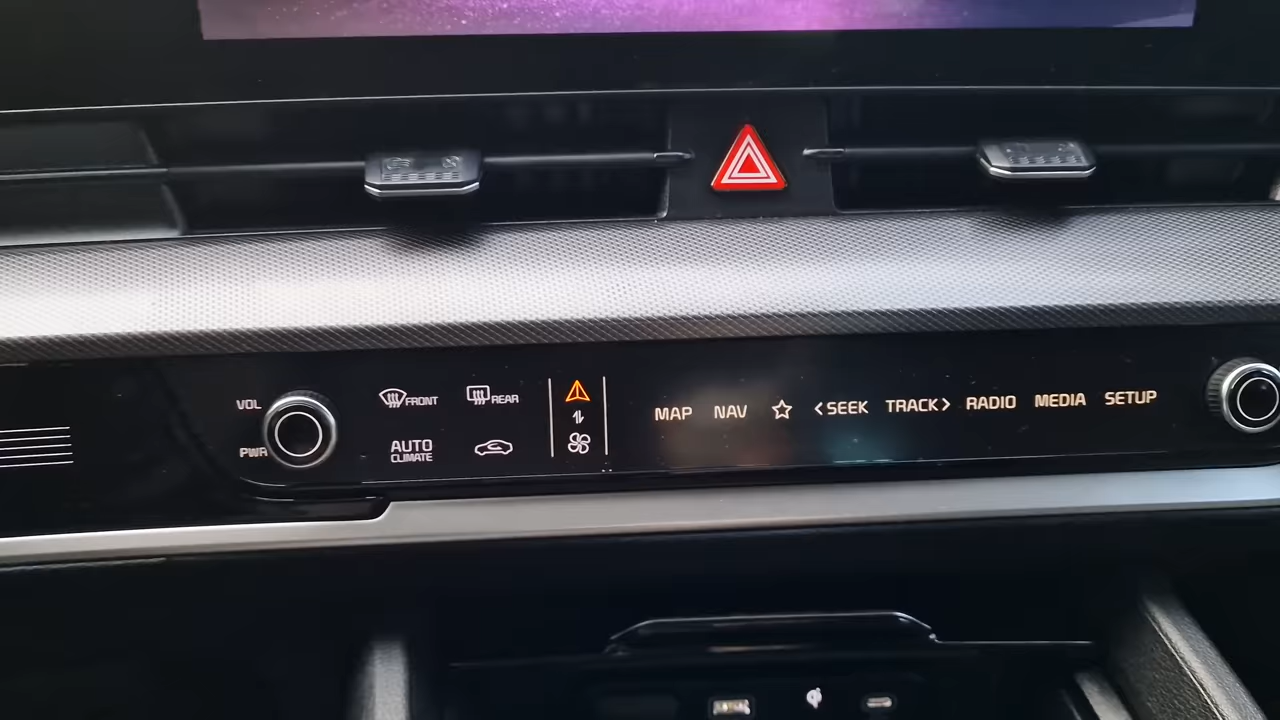 VOL
PWR
FRONT
REAR
AUTO
CLIMATE
MAP NAV <SEEK TRACK> RADIO MEDIA SETUP